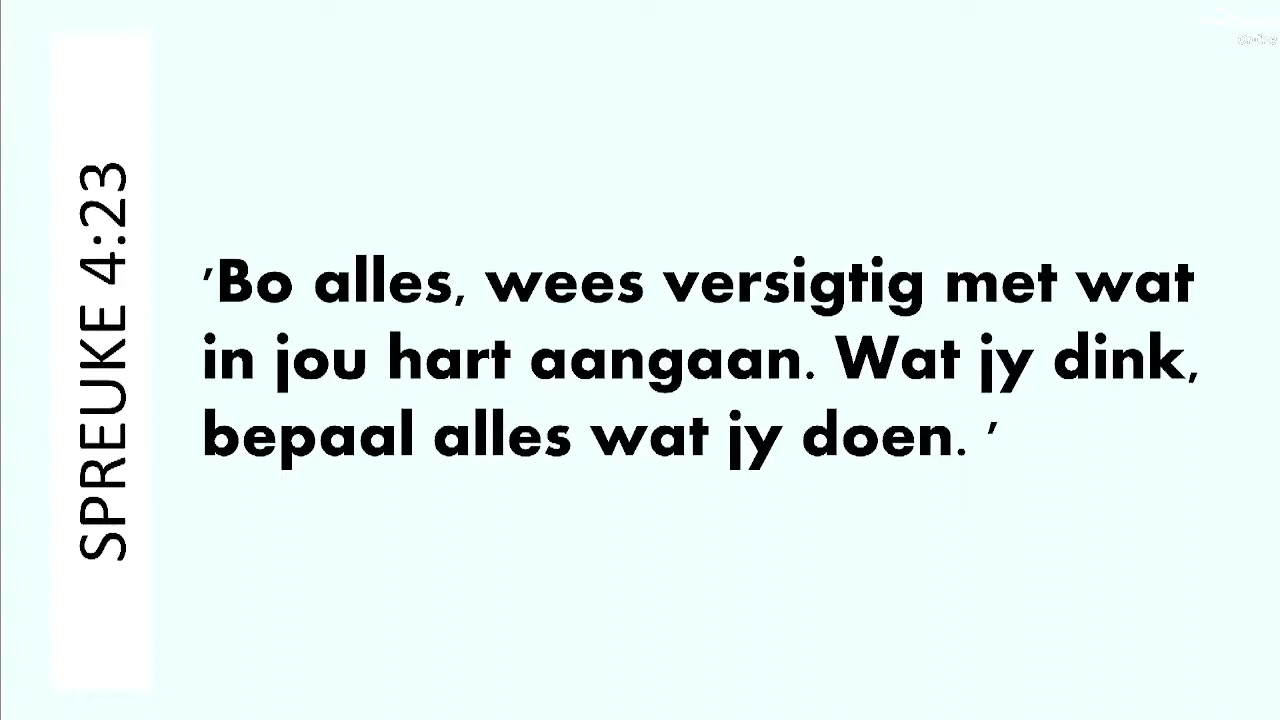 SPREUKE 4:23
'Bo alles, wees versigtig met wat
in jou hart aangaan. Wat jy dink,
bepaal alles wat jy doen. '